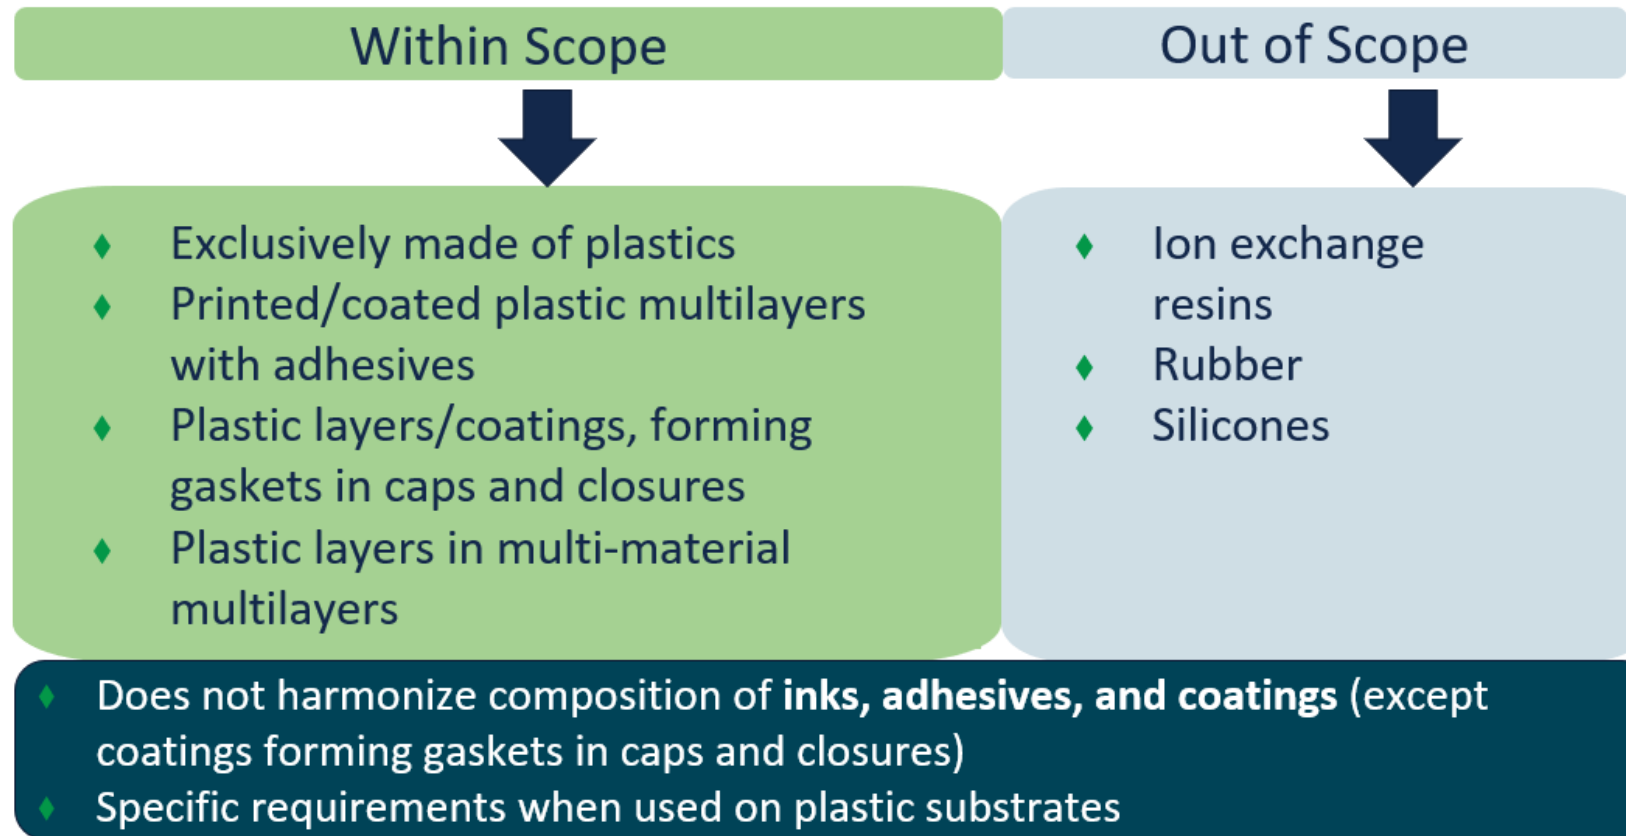 Within Scope
Out of Scope
Exclusively made of plastics
Printed/coated plastic multilayers
with adhesives
Plastic layers/coatings, forming
gaskets in caps and closures
Plastic layers in multi-material
multilayers
Ion exchange
resins
Rubber
Silicones
Does not harmonize composition of inks, adhesives, and coatings (except
coatings forming gaskets in caps and closures)
Specific requirements when used on plastic substrates